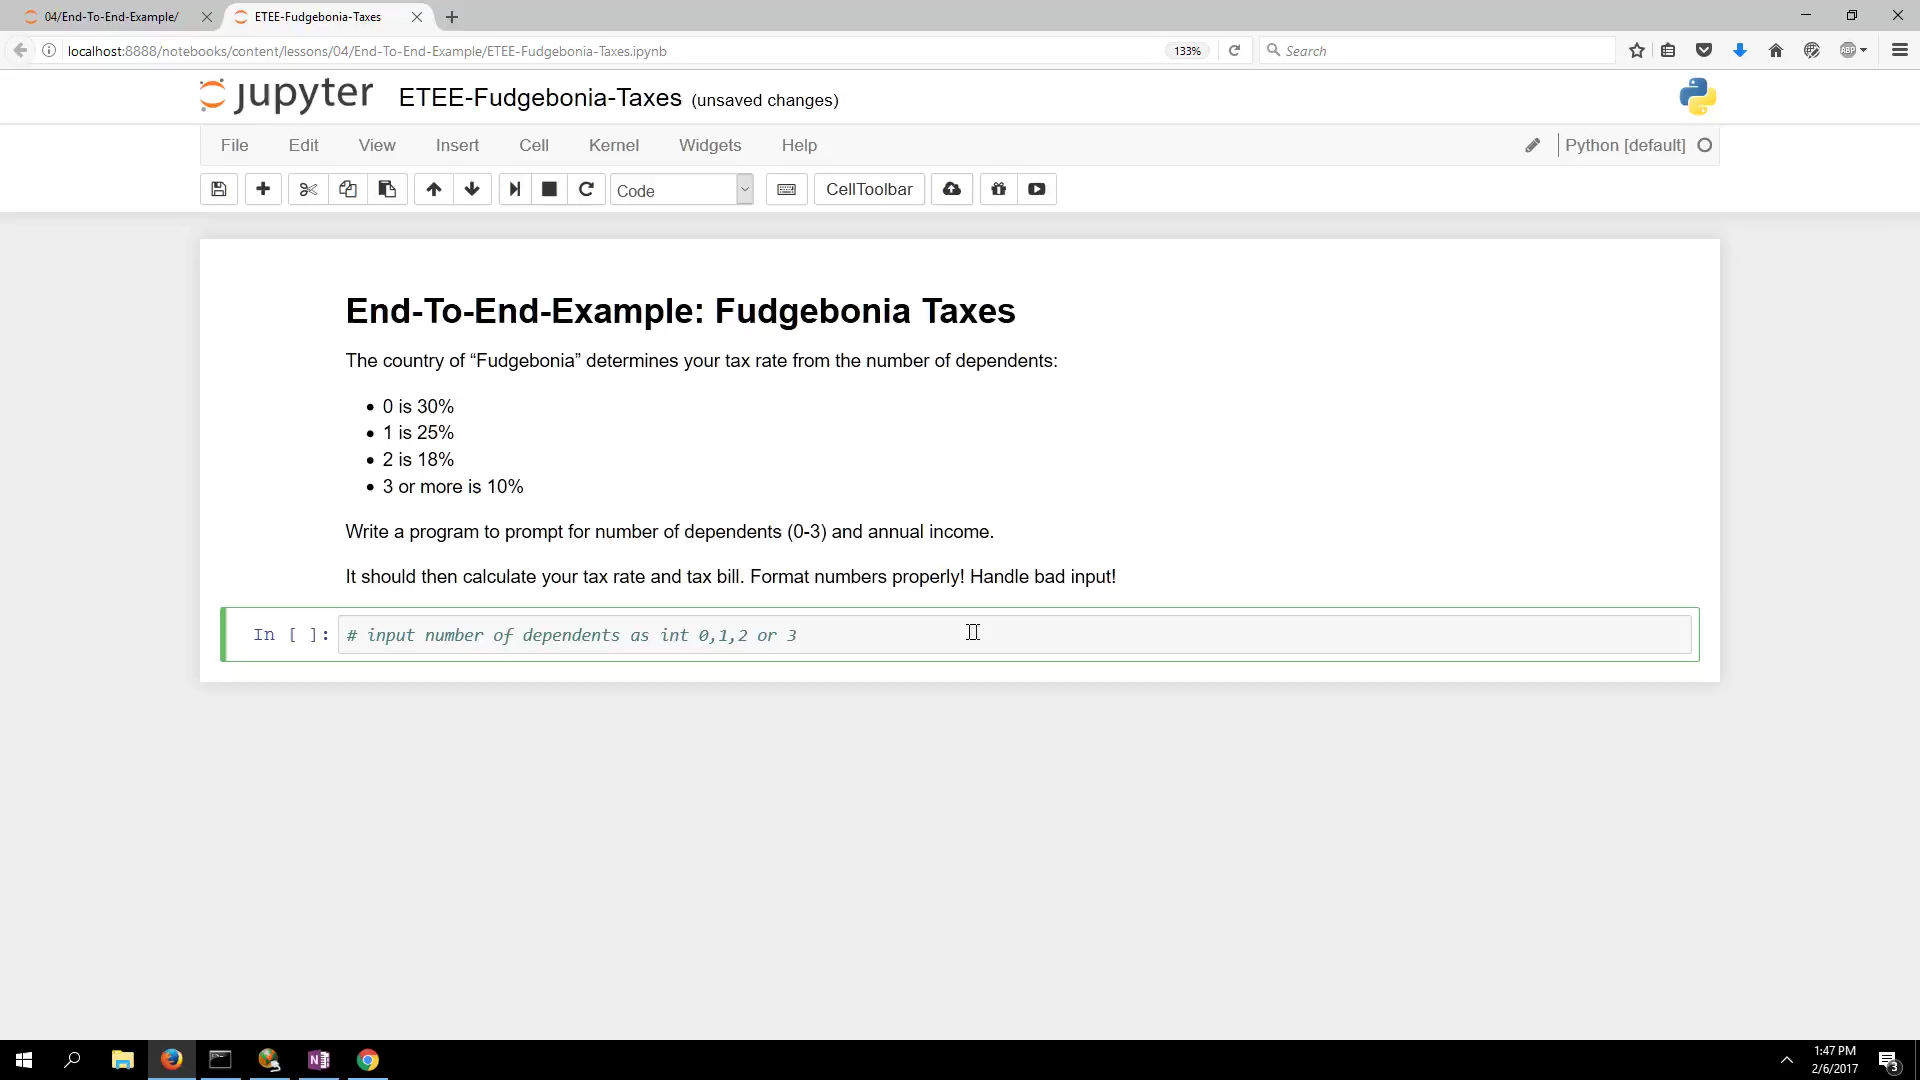 04/End-To-End-Example/
ETEE-Fudgebonia-Taxes
localhost:8888/notebooks/content/lessons/04/End-To-End-Example/ETEE-Fudgebonia-Taxes.ipynb
133%
Search
ABP
jupyter ETEE-Fudgebonia-Taxes (unsaved changes)
File Edit View Insert Cell Kernel Widgets Help
Python [default]
Code
CellToolbar
End-To-End-Example: Fudgebonia Taxes
The country of “Fudgebonia” determines your tax rate from the number of dependents:
• 0 is 30%
• 1 is 25%
• 2 is 18%
• 3 or more is 10%
Write a program to prompt for number of dependents (0-3) and annual income.
It should then calculate your tax rate and tax bill. Format numbers properly! Handle bad input!
In [ ]: # input number of dependents as int 0,1,2 or 3
N
1:47 PM
2/6/2017
3